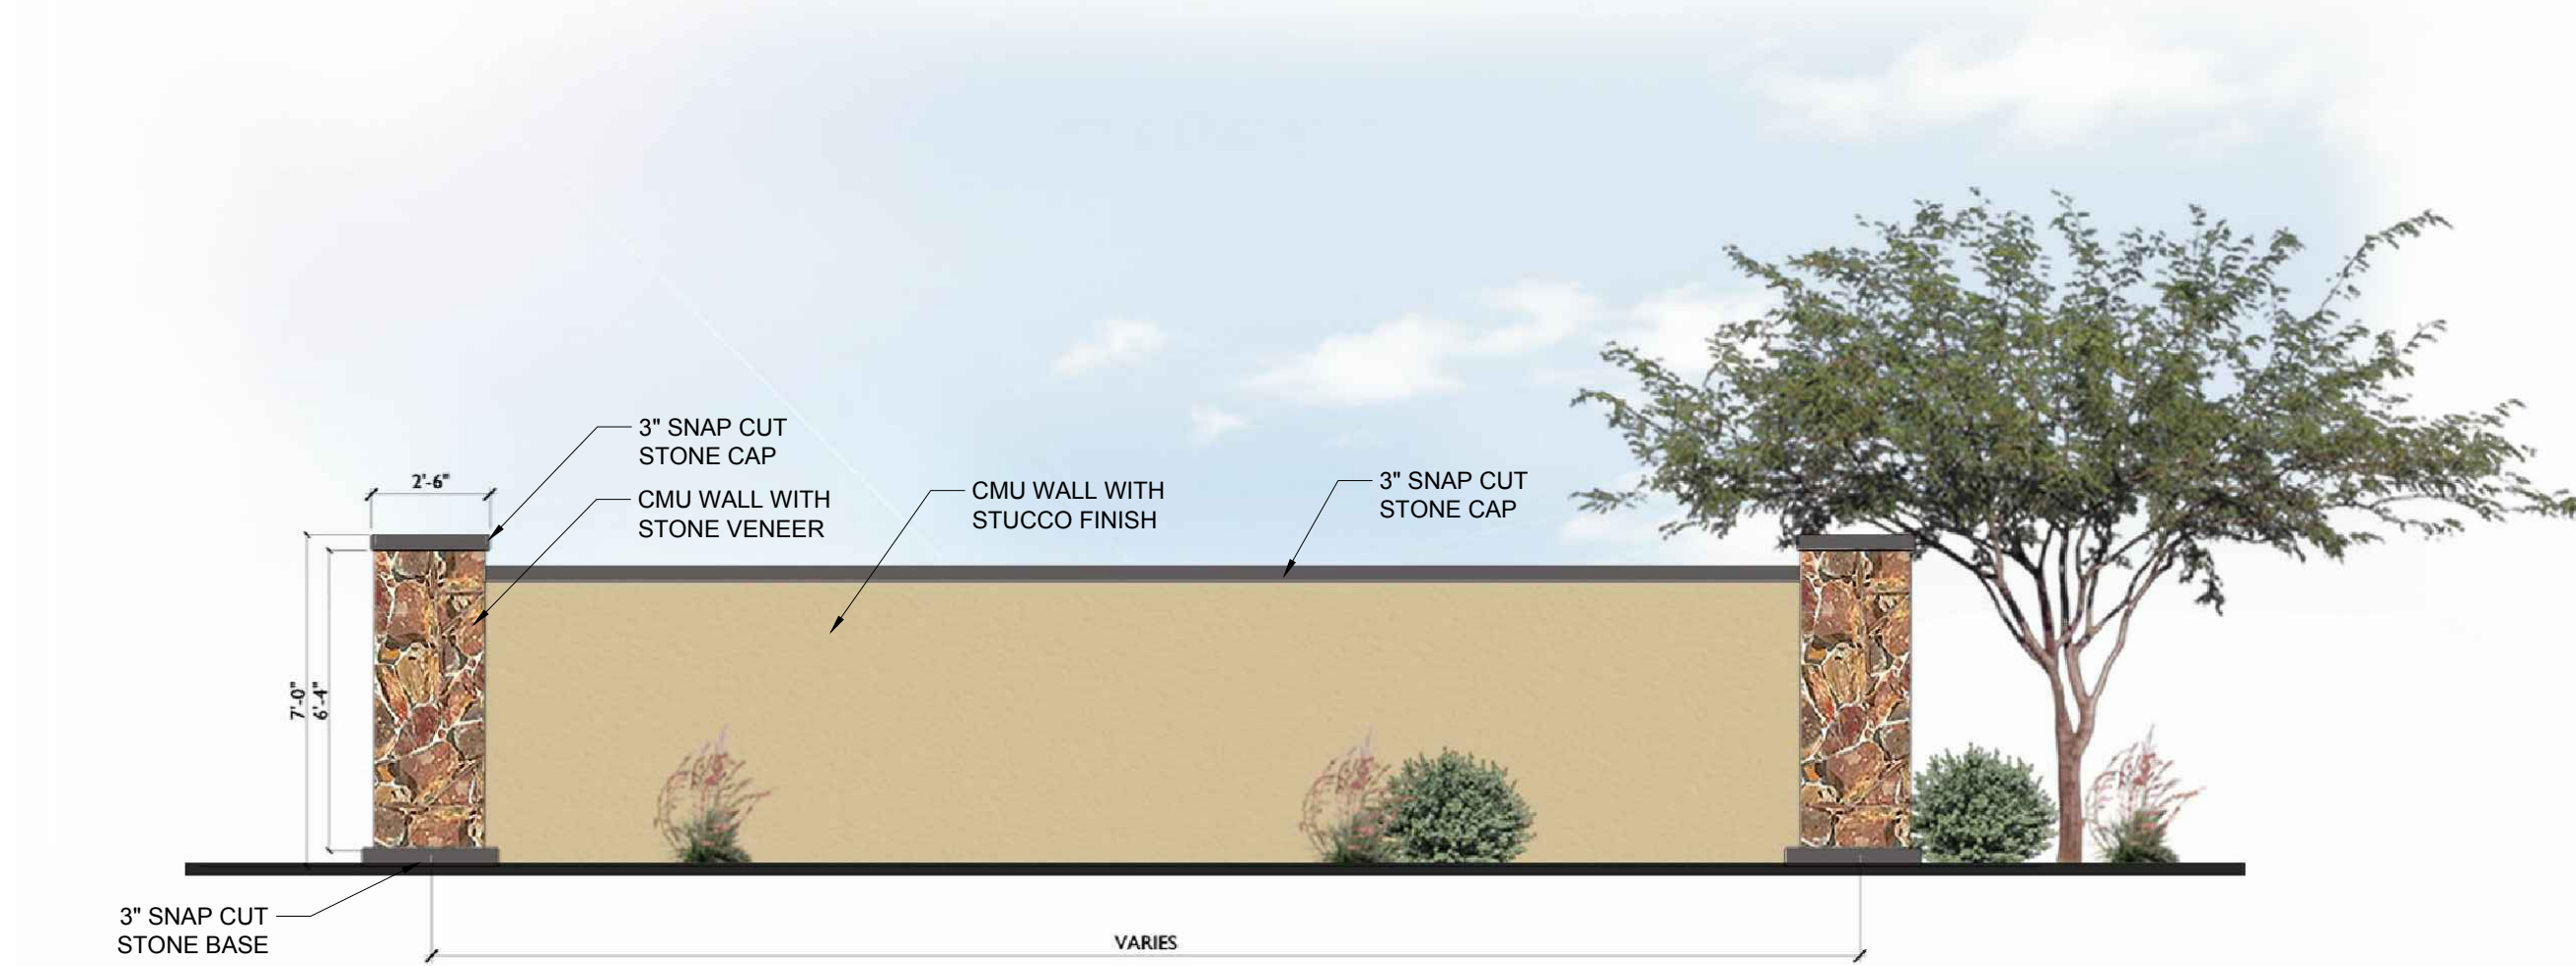 3" SNAP CUT
STONE CAP
2'-6"
CMU WALL WITH
STONE VENEER
CMU WALL WITH
STUCCO FINISH
3" SNAP CUT
STONE CAP
7'-0"
6'-4"
3" SNAP CUT
STONE BASE
VARIES